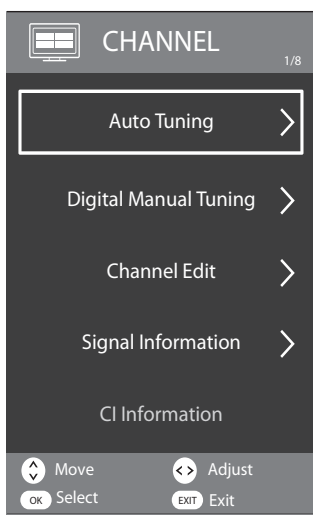 CHANNEL
1/8
Auto Tuning
Digital Manual Tuning
Channel Edit
Signal Information
CI Information
Move Adjust
OK Select EXIT Exit